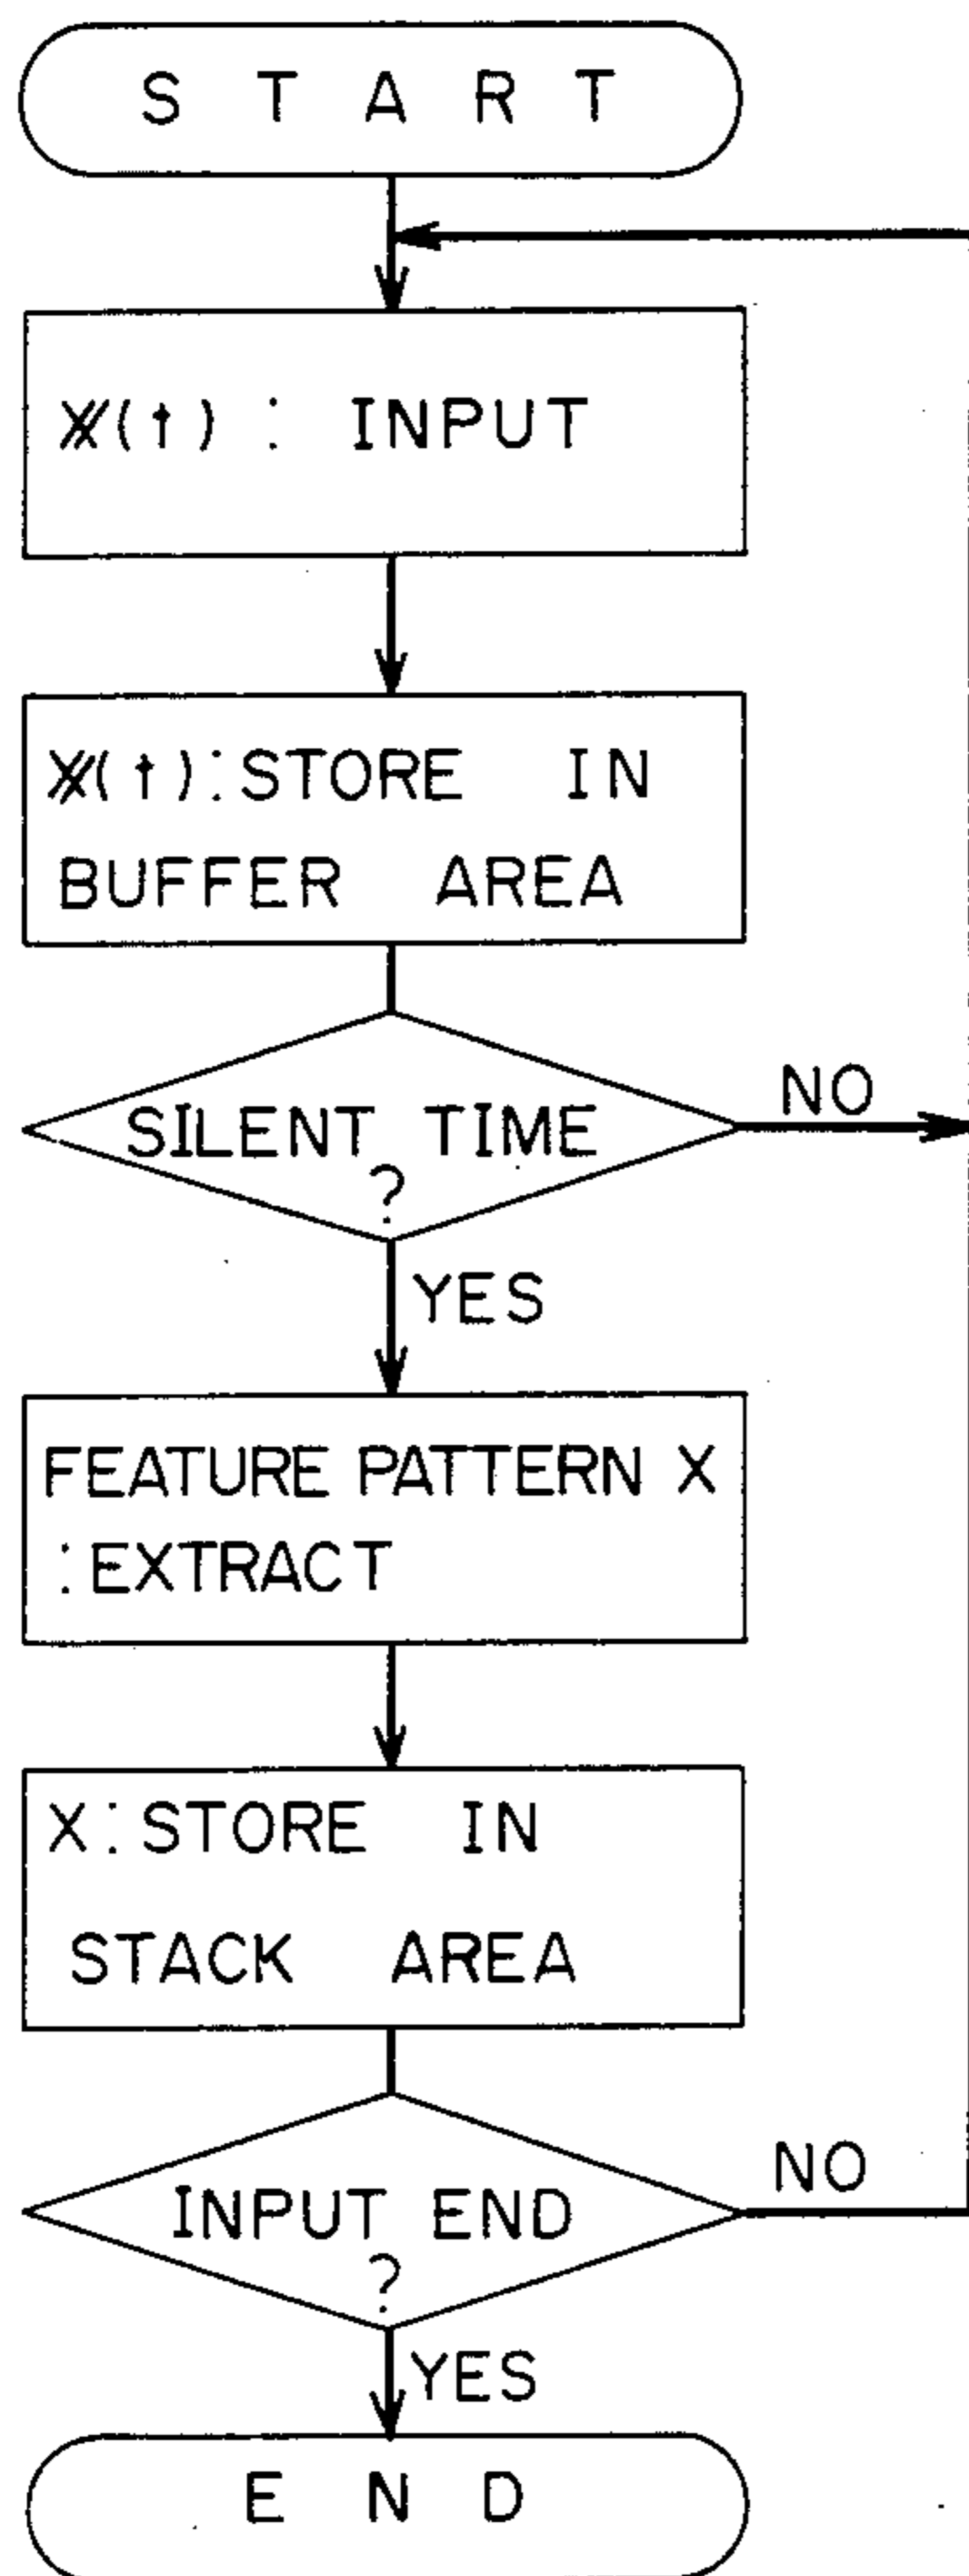 START
𝕏(t) : INPUT
𝕏(t):STORE IN
BUFFER AREA
SILENT TIME
?
NO
YES
FEATURE PATTERN X
:EXTRACT
X:STORE IN
STACK AREA
INPUT END
?
NO
YES
END